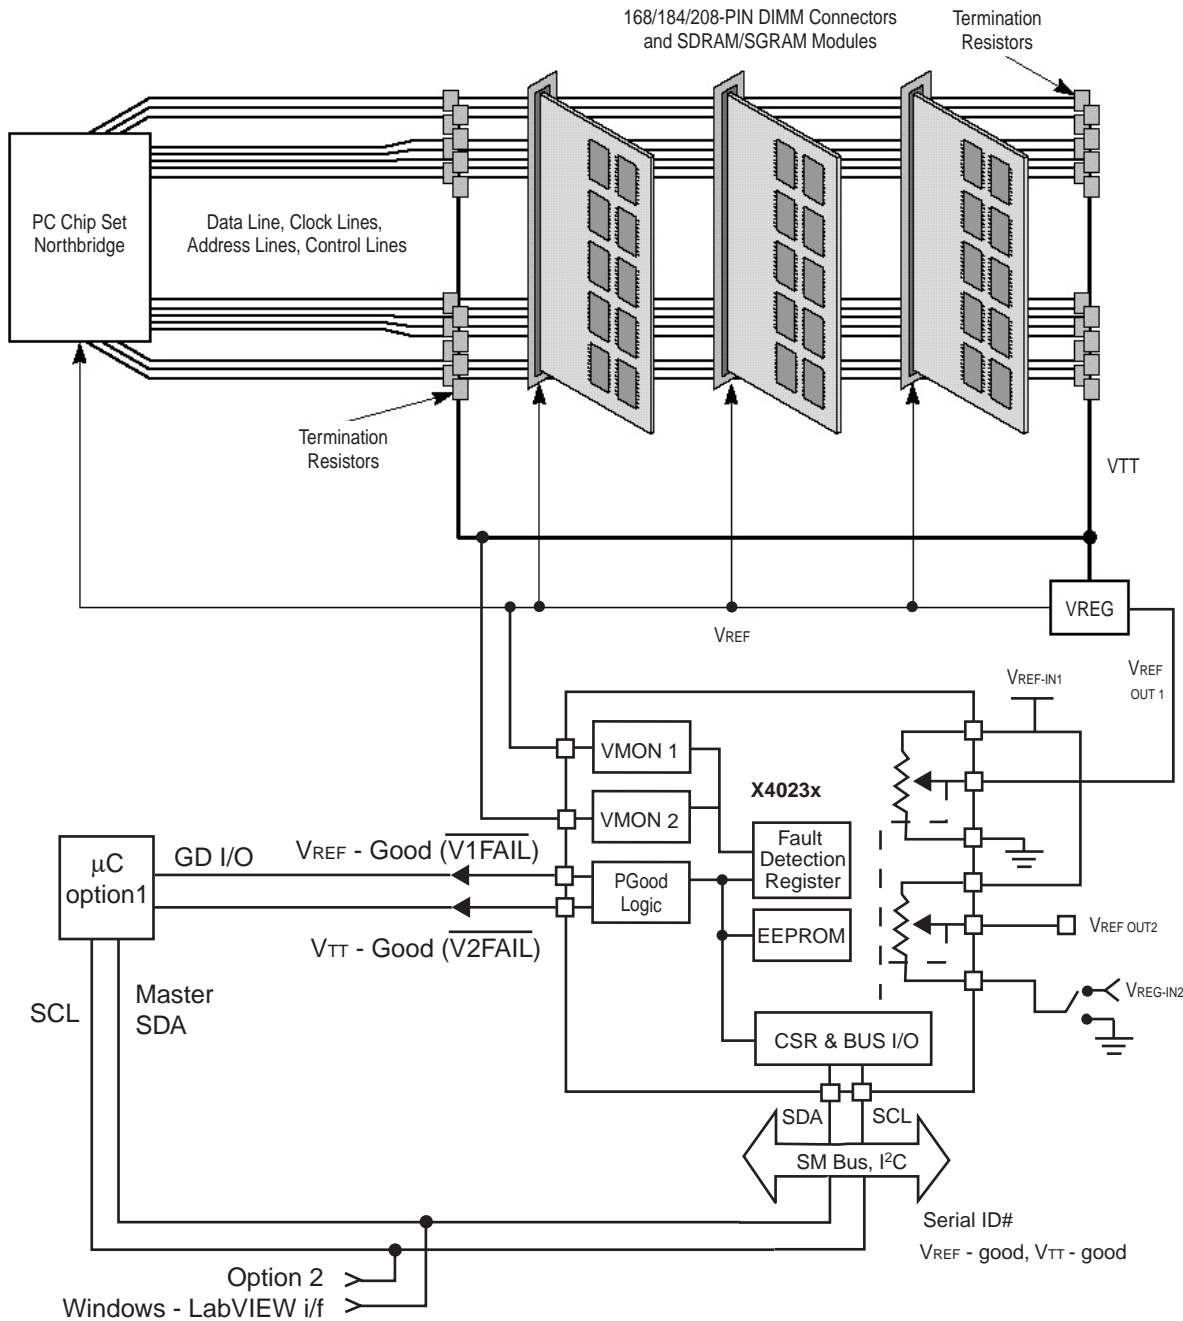 168/184/208-PIN DIMM Connectors
and SDRAM/SGRAM Modules
Termination
Resistors
PC Chip Set
Northbridge
Data Line, Clock Lines,
Address Lines, Control Lines
Termination
Resistors
VTT
VREG
VREF
VREF
OUT 1
VREF-IN1
VMON 1
X4023x
VMON 2
Fault
Detection
Register
μC
option1
GD I/O
VREF - Good (V1FAIL)
PGood
Logic
VTT - Good (V2FAIL)
EEPROM
VREF OUT2
SCL
Master
SDA
VREG-IN2
CSR & BUS I/O
SDA
SCL
SM Bus, I²C
Serial ID#
VREF - good, VTT - good
Option 2
Windows - LabVIEW i/f